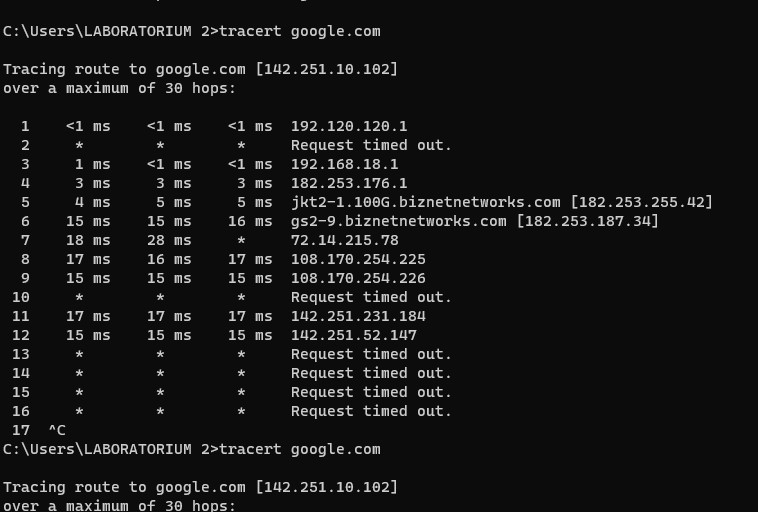 C:\Users\LABORATORIUM 2>tracert google.com
Tracing route to google.com [142.251.10.102]
over a maximum of 30 hops:
1 <1 ms <1 ms <1 ms 192.120.120.1
2 * * * Request timed out.
3 1 ms <1 ms <1 ms 192.168.18.1
4 3 ms 3 ms 3 ms 182.253.176.1
5 4 ms 5 ms 5 ms jkt2-1.100G.biznetnetworks.com [182.253.255.42]
6 15 ms 15 ms 16 ms gs2-9.biznetnetworks.com [182.253.187.34]
7 18 ms 28 ms * 72.14.215.78
8 17 ms 16 ms 17 ms 108.170.254.225
9 15 ms 15 ms 15 ms 108.170.254.226
10 * * * Request timed out.
11 17 ms 17 ms 17 ms 142.251.231.184
12 15 ms 15 ms 15 ms 142.251.52.147
13 * * * Request timed out.
14 * * * Request timed out.
15 * * * Request timed out.
16 * * * Request timed out.
17 ^C
C:\Users\LABORATORIUM 2>tracert google.com
Tracing route to google.com [142.251.10.102]
over a maximum of 30 hops: